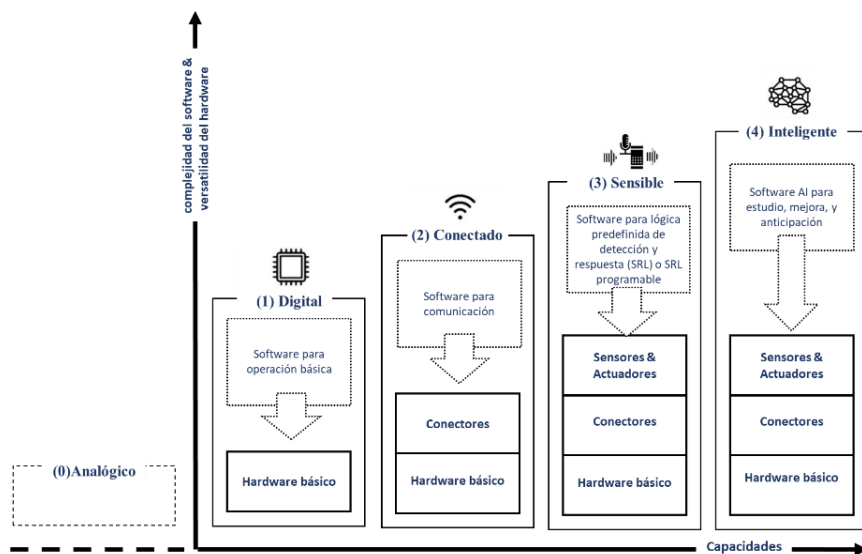 complejidad del software &
versatilidad del hardware
(0)Analógico
(1) Digital
Software para
operación básica
Hardware básico
(2) Conectado
Software para
comunicación
Conectores
Hardware básico
(3) Sensible
Software para lógica
predefinida de
detección y
respuesta (SRL) o SRL
programable
Sensores &
Actuadores
Conectores
Hardware básico
(4) Inteligente
Software AI para
estudio, mejora, y
anticipación
Sensores &
Actuadores
Conectores
Hardware básico
Capacidades